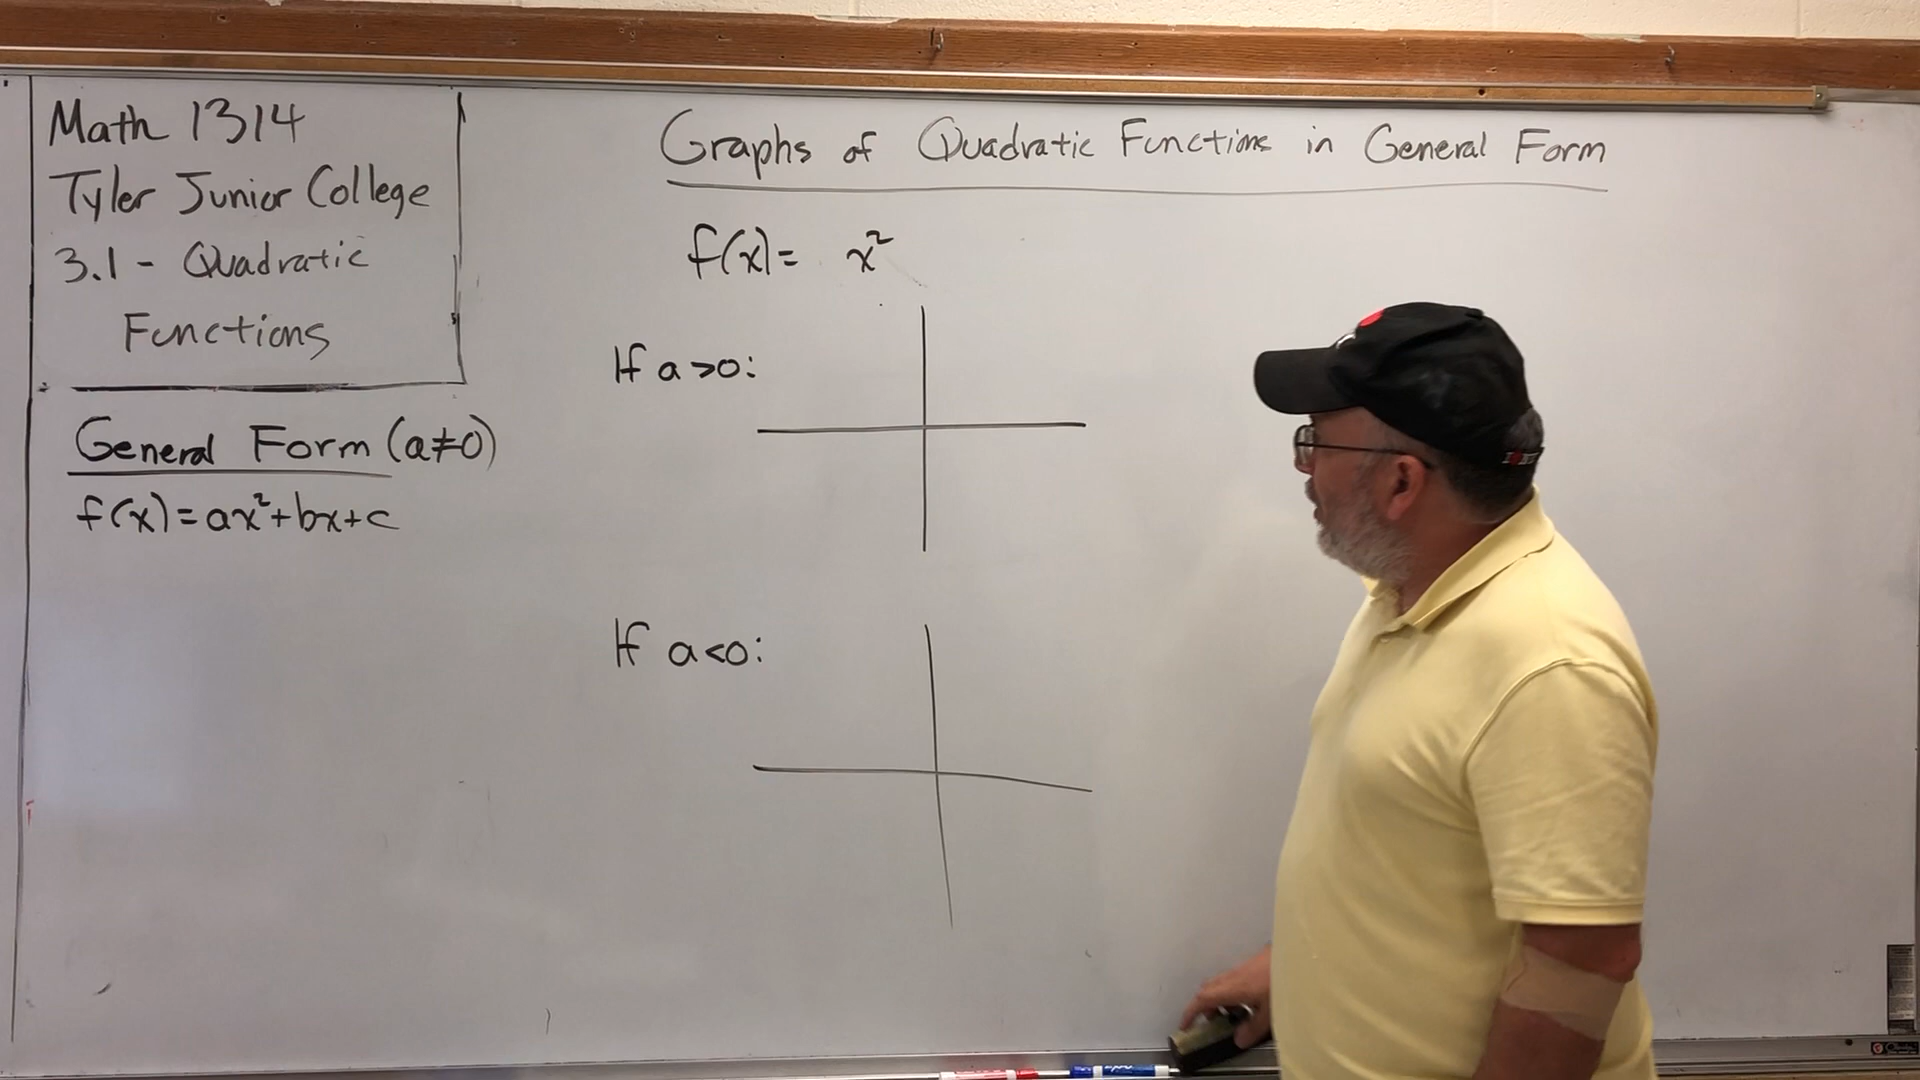 Math 1314
Tyler Junior College
3.1 - Quadratic
Functions
General Form (a≠0)
f(x)=ax²+bx+c
Graphs of Quadratic Functions in General Form
f(x)= x²
If a>0:
If a<0: